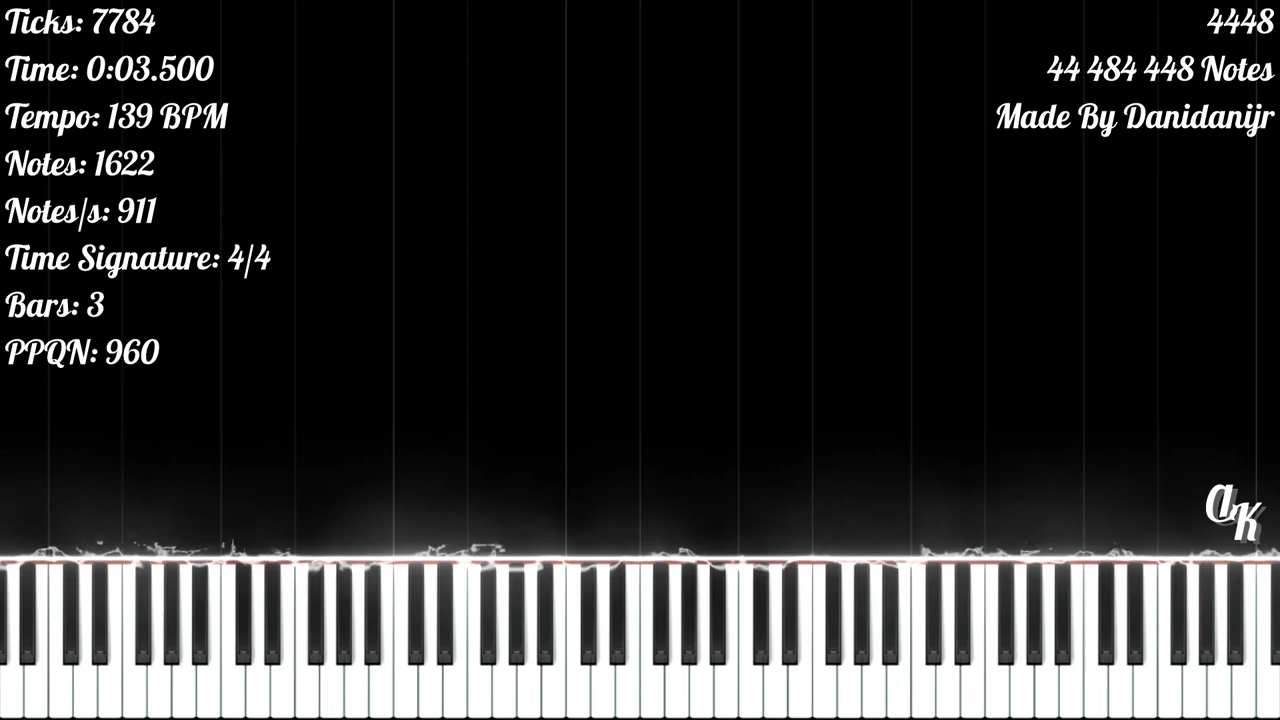 Ticks: 7784
Time: 0:03.500
Tempo: 139 BPM
Notes: 1622
Notes/s: 911
Time Signature: 4/4
Bars: 3
PPQN: 960
4448
44 484 448 Notes
Made By Danidanijr
aK